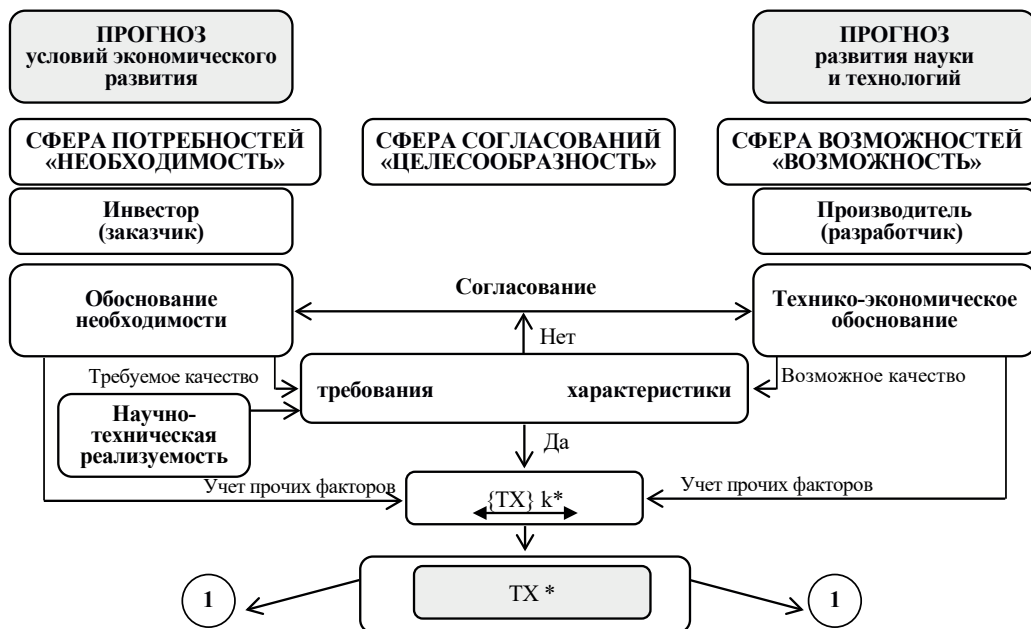 ПРОГНОЗ
условий экономического
развития
ПРОГНОЗ
развития науки
и технологий
СФЕРА ПОТРЕБНОСТЕЙ
«НЕОБХОДИМОСТЬ»
СФЕРА СОГЛАСОВАНИЙ
«ЦЕЛЕСООБРАЗНОСТЬ»
СФЕРА ВОЗМОЖНОСТЕЙ
«ВОЗМОЖНОСТЬ»
Инвестор
(заказчик)
Производитель
(разработчик)
Обоснование
необходимости
Согласование
Технико-экономическое
обоснование
Нет
Требуемое качество
требования характеристики
Возможное качество
Научно-
техническая
реализуемость
Да
Учет прочих факторов
{ТХ} k*
Учет прочих факторов
1
ТХ *
1